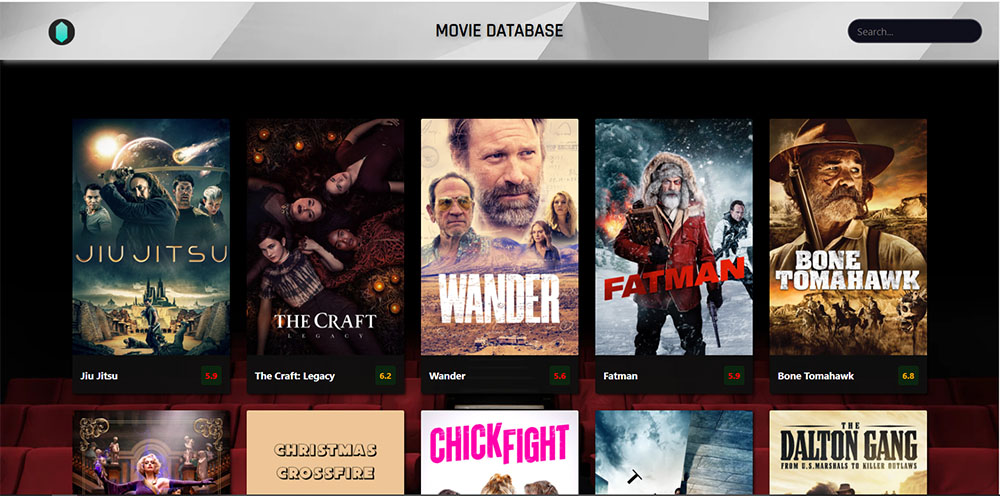 MOVIE DATABASE
Search...
JIU JITSU
THE CRAFT
LEGACY
WANDER
FATMAN
BONE
TOMAHAWK
Jiu Jitsu
5.9
The Craft: Legacy
6.2
Wander
5.6
Fatman
5.9
Bone Tomahawk
6.8
CHRISTMAS
CROSSFIRE
CHICK FIGHT
THE
DALTON GANG
FROM U.S. MARSHALS TO KILLER OUTLAWS